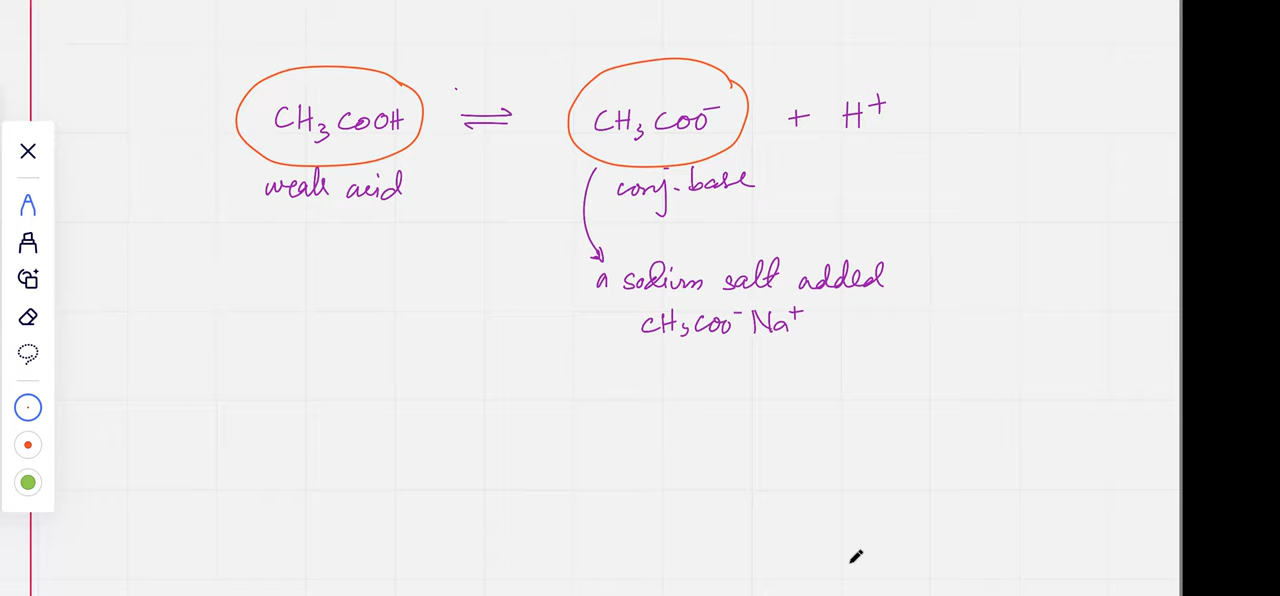 CH₃COOH ⇌ CH₃COO⁻ + H⁺
weak acid conj. base
a sodium salt added
CH₃COO⁻Na⁺